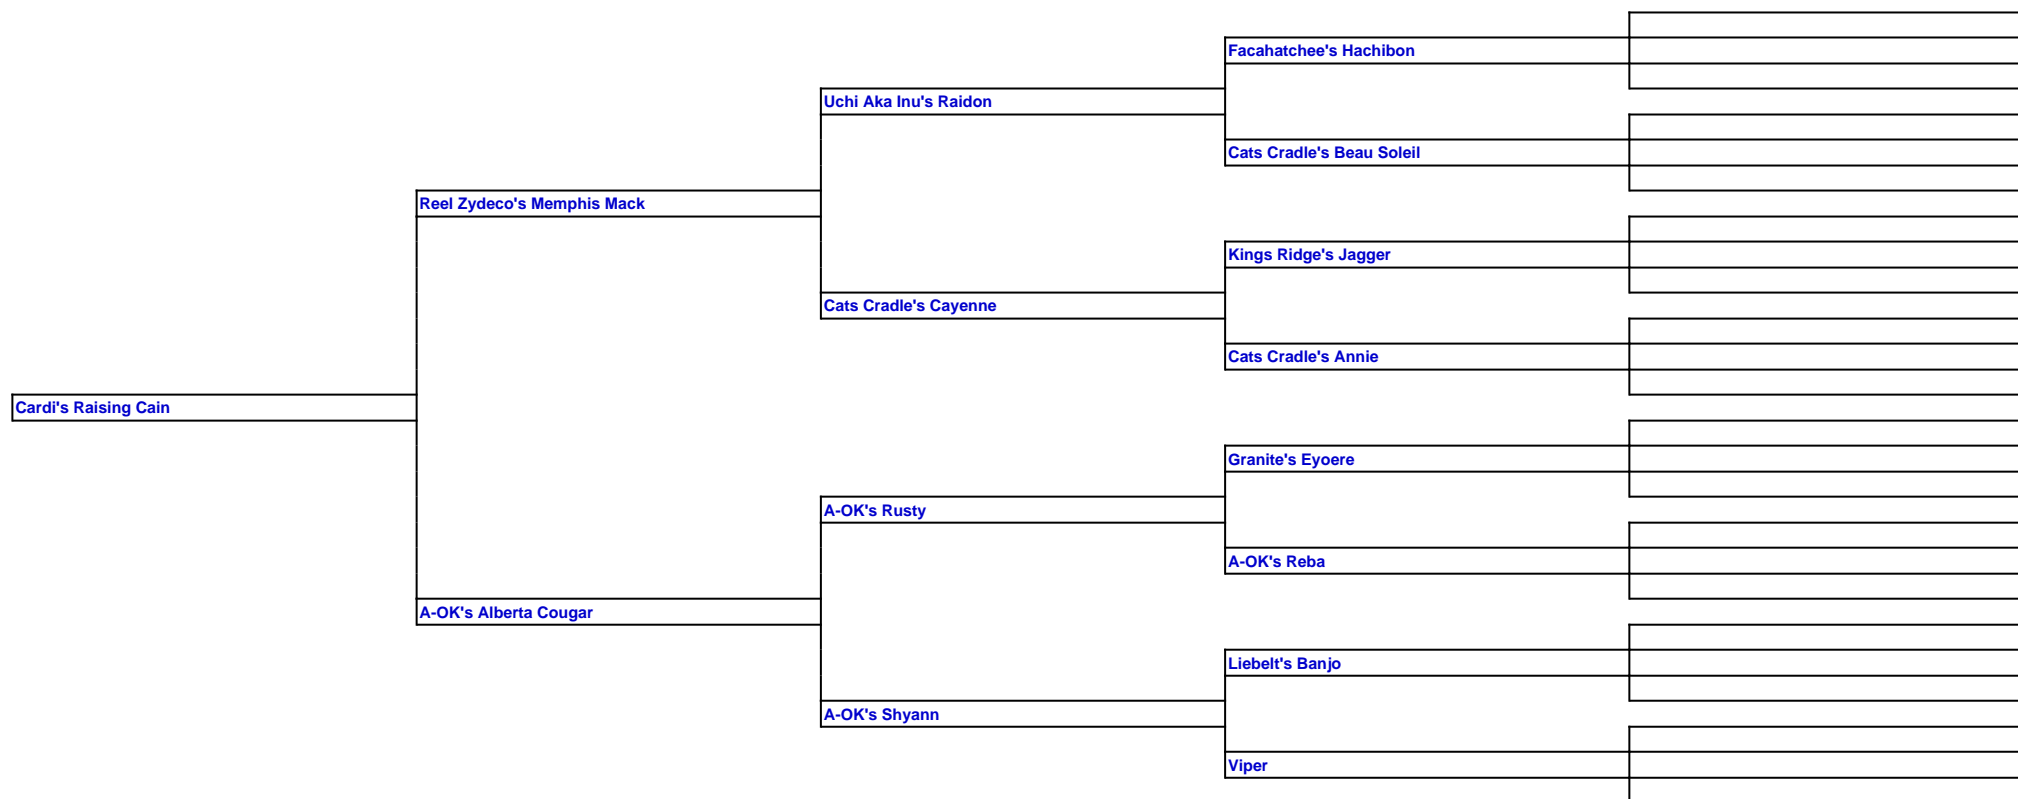 Facahatchee's Hachibon
Uchi Aka Inu's Raidon
Cats Cradle's Beau Soleil
Reel Zydeco's Memphis Mack
Kings Ridge's Jagger
Cats Cradle's Cayenne
Cats Cradle's Annie
Cardi's Raising Cain
Granite's Eyoere
A-OK's Rusty
A-OK's Reba
A-OK's Alberta Cougar
Liebelt's Banjo
A-OK's Shyann
Viper